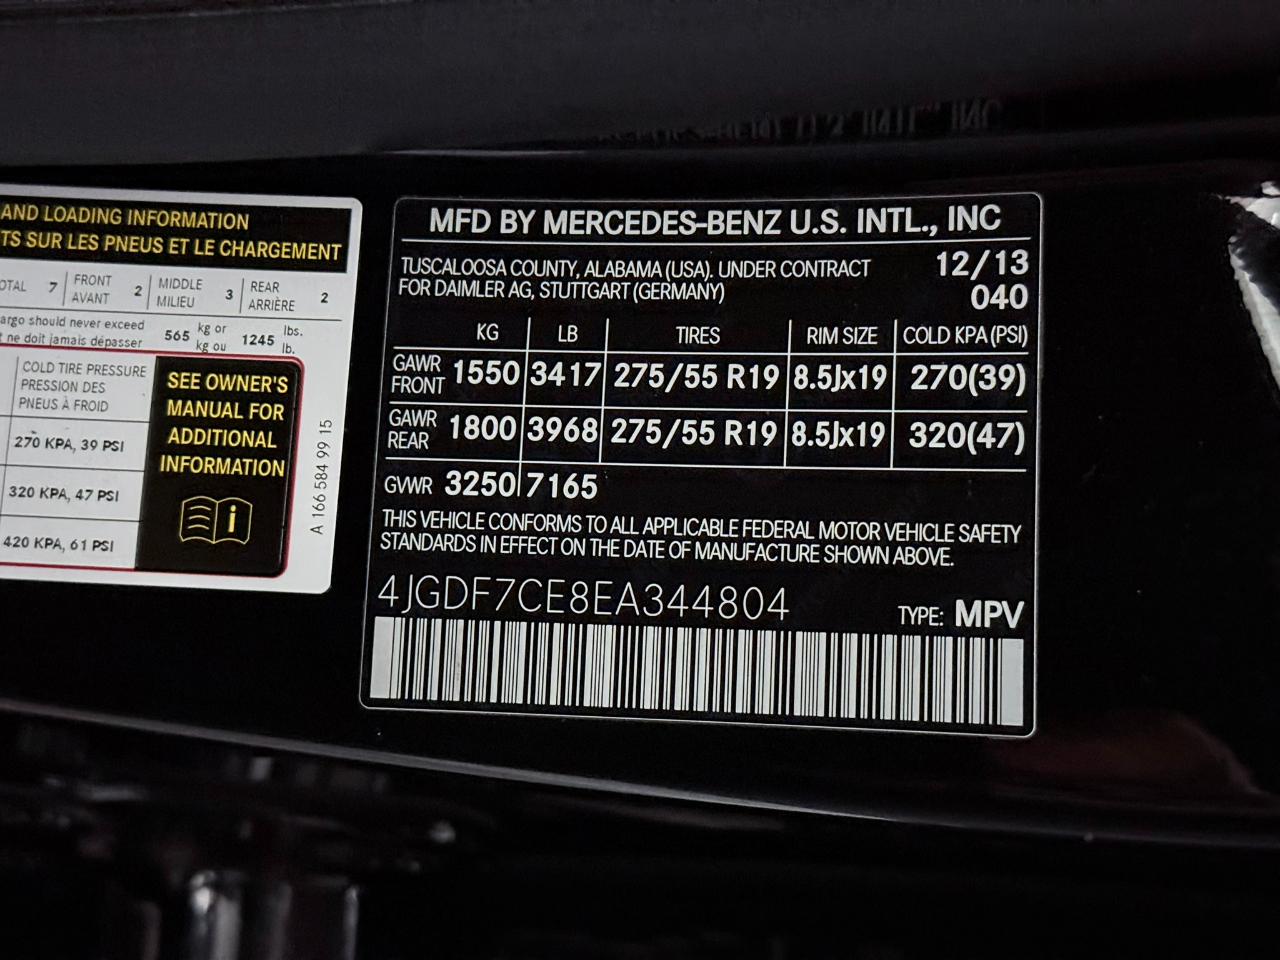 AND LOADING INFORMATION
TS SUR LES PNEUS ET LE CHARGEMENT
OTAL 7 FRONT AVANT 2 MIDDLE MILIEU 3 REAR ARRIÈRE 2
argo should never exceed
t ne doit jamais dépasser
565 kg or kg ou 1245 lbs. lb.
COLD TIRE PRESSURE
PRESSION DES
PNEUS À FROID
270 KPA, 39 PSI
320 KPA, 47 PSI
420 KPA, 61 PSI
SEE OWNER'S
MANUAL FOR
ADDITIONAL
INFORMATION
i
A 166 584 99 15
MFD BY MERCEDES-BENZ U.S. INTL., INC
TUSCALOOSA COUNTY, ALABAMA (USA). UNDER CONTRACT
FOR DAIMLER AG, STUTTGART (GERMANY)
12/13
040
KG LB TIRES RIM SIZE COLD KPA (PSI)
GAWR FRONT 1550 3417 275/55 R19 8.5Jx19 270(39)
GAWR REAR 1800 3968 275/55 R19 8.5Jx19 320(47)
GVWR 3250 7165
THIS VEHICLE CONFORMS TO ALL APPLICABLE FEDERAL MOTOR VEHICLE SAFETY
STANDARDS IN EFFECT ON THE DATE OF MANUFACTURE SHOWN ABOVE.
4JGDF7CE8EA344804
TYPE: MPV